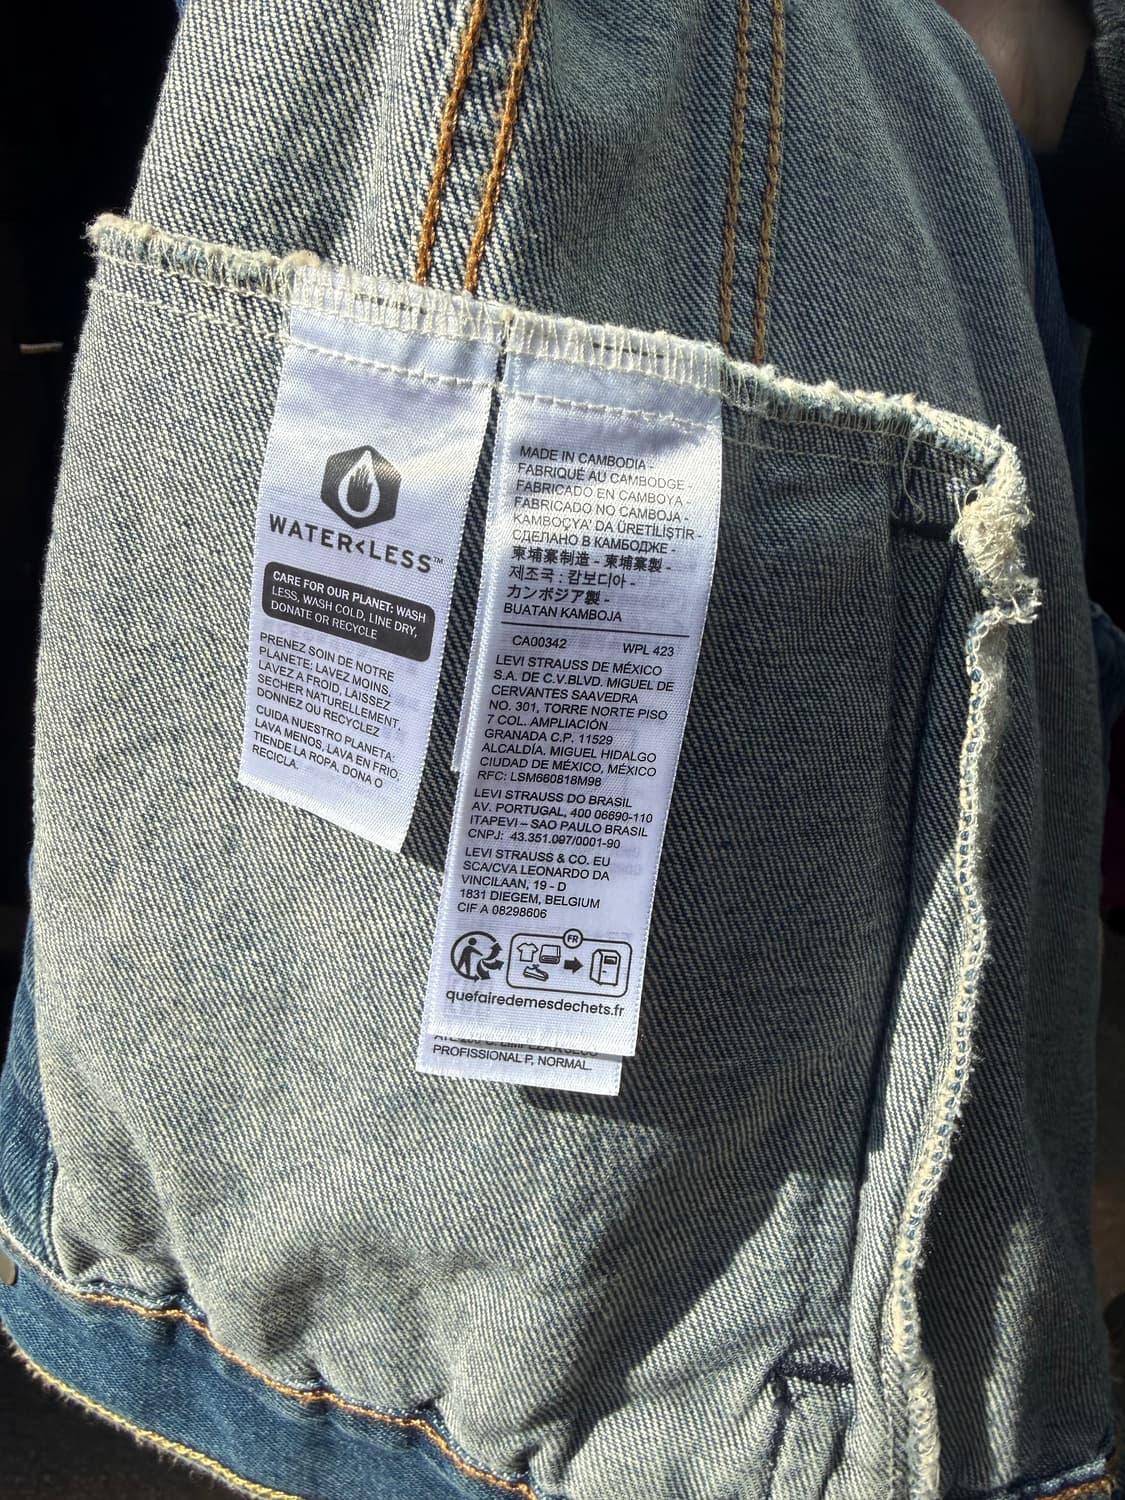 WATER<LESS™
CARE FOR OUR PLANET: WASH
LESS, WASH COLD, LINE DRY,
DONATE OR RECYCLE
PRENEZ SOIN DE NOTRE
PLANETE: LAVEZ MOINS,
LAVEZ A FROID, LAISSEZ
SECHER NATURELLEMENT,
DONNEZ OU RECYCLEZ
CUIDA NUESTRO PLANETA:
LAVA MENOS, LAVA EN FRIO,
TIENDE LA ROPA, DONA O
RECICLA.
MADE IN CAMBODIA -
FABRIQUÉ AU CAMBODGE -
FABRICADO EN CAMBOYA -
FABRICADO NO CAMBOJA -
KAMBOÇYA' DA ÜRETİLİŞTİR -
СДЕЛАНО В КАМБОДЖЕ -
柬埔寨制造 - 柬埔寨製 -
제조국 : 캄보디아 -
カンボジア製 -
BUATAN KAMBOJA
CA00342 WPL 423
LEVI STRAUSS DE MÉXICO
S.A. DE C.V.BLVD. MIGUEL DE
CERVANTES SAAVEDRA
NO. 301, TORRE NORTE PISO
7 COL. AMPLIACIÓN
GRANADA C.P. 11529
ALCALDÍA. MIGUEL HIDALGO
CIUDAD DE MÉXICO, MÉXICO
RFC: LSM660818M98
LEVI STRAUSS DO BRASIL
AV. PORTUGAL, 400 06690-110
ITAPEVI – SAO PAULO BRASIL
CNPJ: 43.351.097/0001-90
LEVI STRAUSS & CO. EU
SCA/CVA LEONARDO DA
VINCILAAN, 19 - D
1831 DIEGEM, BELGIUM
CIF A 08298606
FR
quefairedemesdechets.fr
PROFISSIONAL P, NORMAL.